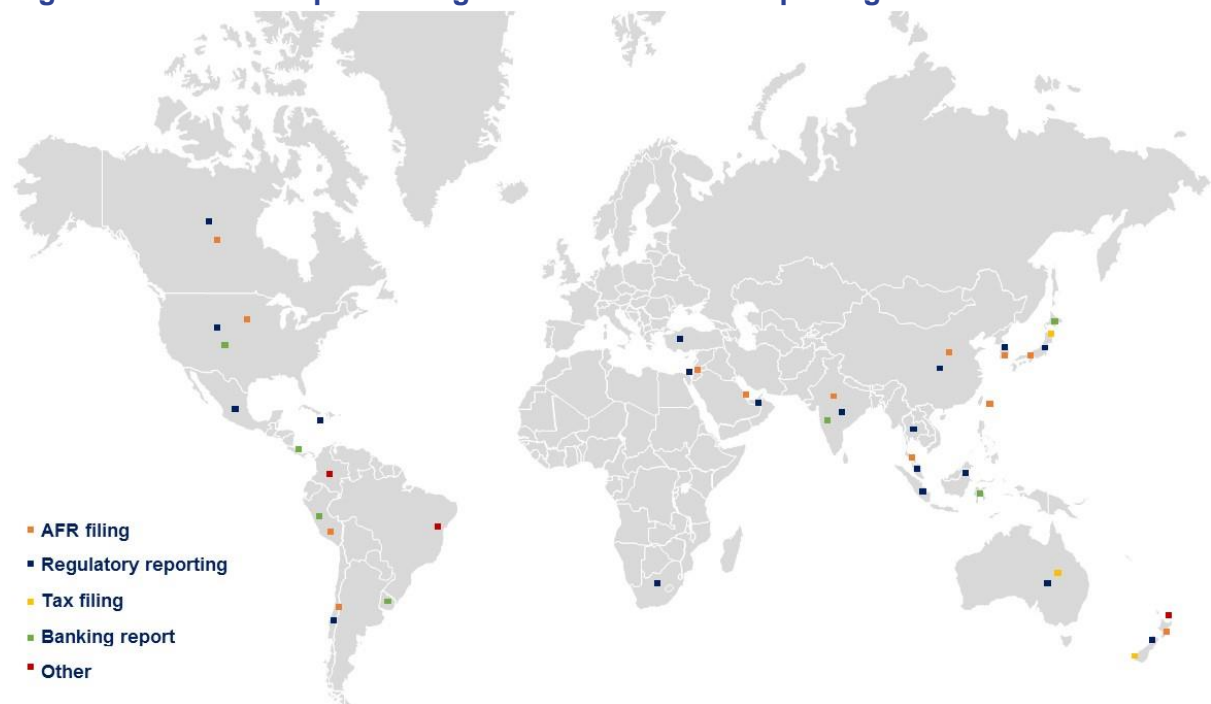 AFR filing
Regulatory reporting
Tax filing
Banking report
Other